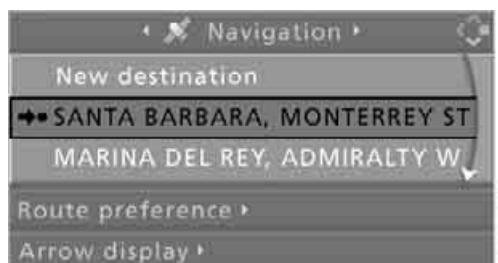 Navigation
New destination
SANTA BARBARA, MONTERREY ST
MARINA DEL REY, ADMIRALTY W
Route preference
Arrow display